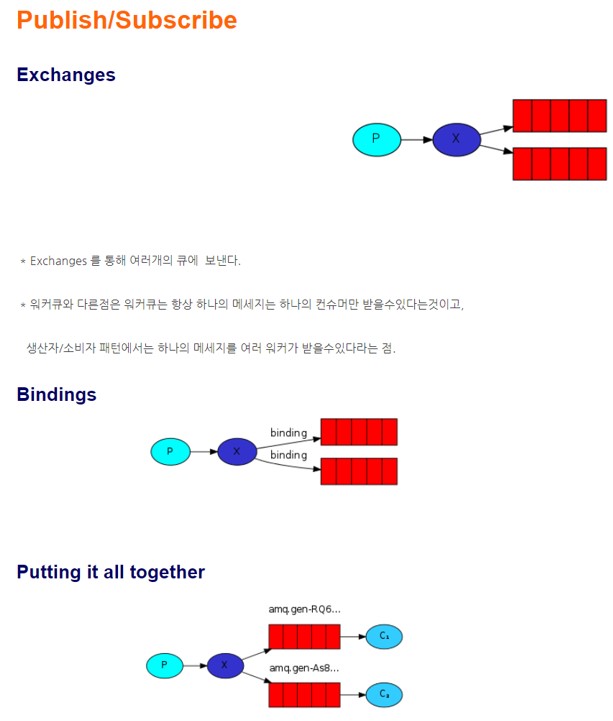 Publish/Subscribe
Exchanges
P
X
* Exchanges 를 통해 여러개의 큐에 보낸다.
* 워커큐와 다른점은 워커큐는 항상 하나의 메세지는 하나의 컨슈머만 받을수있다는것이고,
생산자/소비자 패턴에서는 하나의 메세지를 여러 워커가 받을수있다라는 점.
Bindings
P
X
binding
binding
Putting it all together
amq.gen-RQ6...
P
X
C₁
amq.gen-As8...
C₂